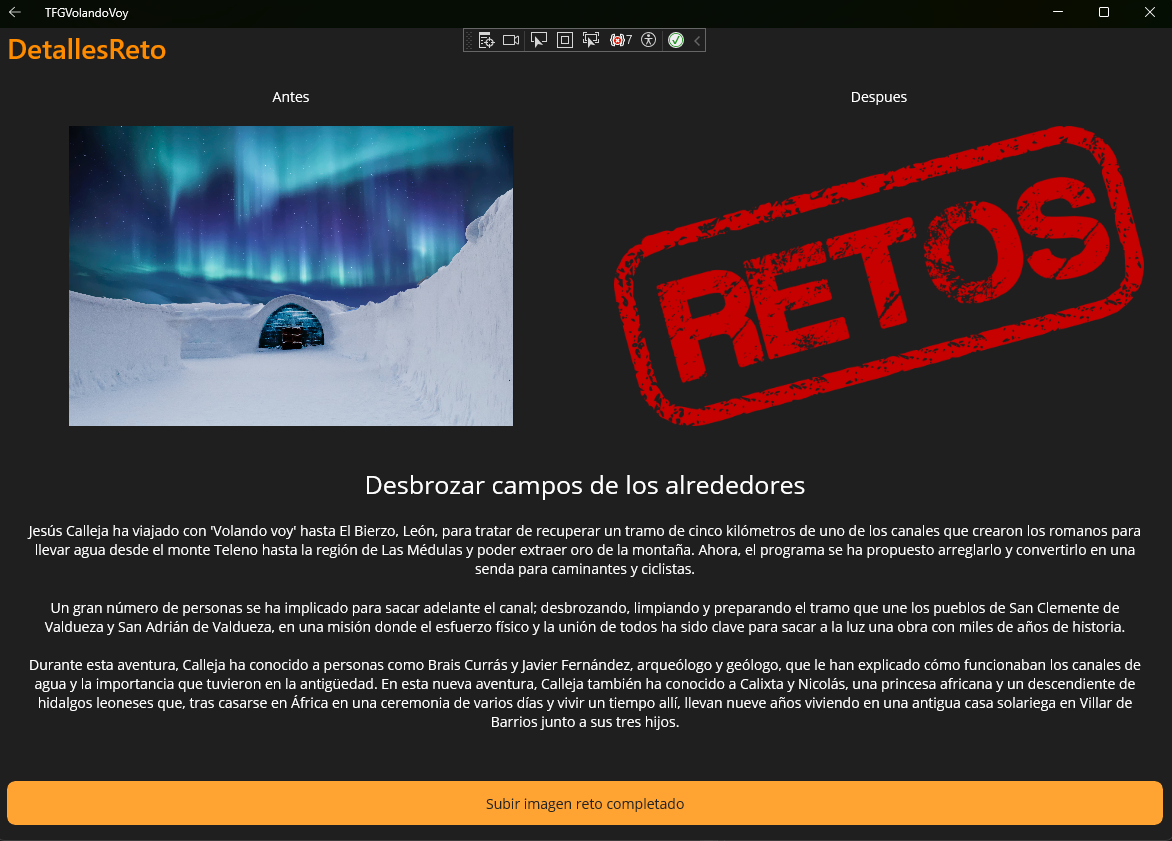 TFGVolandoVoy
DetallesReto
7
Antes
Despues
RETOS
Desbrozar campos de los alrededores
Jesús Calleja ha viajado con 'Volando voy' hasta El Bierzo, León, para tratar de recuperar un tramo de cinco kilómetros de uno de los canales que crearon los romanos para
llevar agua desde el monte Teleno hasta la región de Las Médulas y poder extraer oro de la montaña. Ahora, el programa se ha propuesto arreglarlo y convertirlo en una
senda para caminantes y ciclistas.
Un gran número de personas se ha implicado para sacar adelante el canal; desbrozando, limpiando y preparando el tramo que une los pueblos de San Clemente de
Valdueza y San Adrián de Valdueza, en una misión donde el esfuerzo físico y la unión de todos ha sido clave para sacar a la luz una obra con miles de años de historia.
Durante esta aventura, Calleja ha conocido a personas como Brais Currás y Javier Fernández, arqueólogo y geólogo, que le han explicado cómo funcionaban los canales de
agua y la importancia que tuvieron en la antigüedad. En esta nueva aventura, Calleja también ha conocido a Calixta y Nicolás, una princesa africana y un descendiente de
hidalgos leoneses que, tras casarse en África en una ceremonia de varios días y vivir un tiempo allí, llevan nueve años viviendo en una antigua casa solariega en Villar de
Barrios junto a sus tres hijos.
Subir imagen reto completado